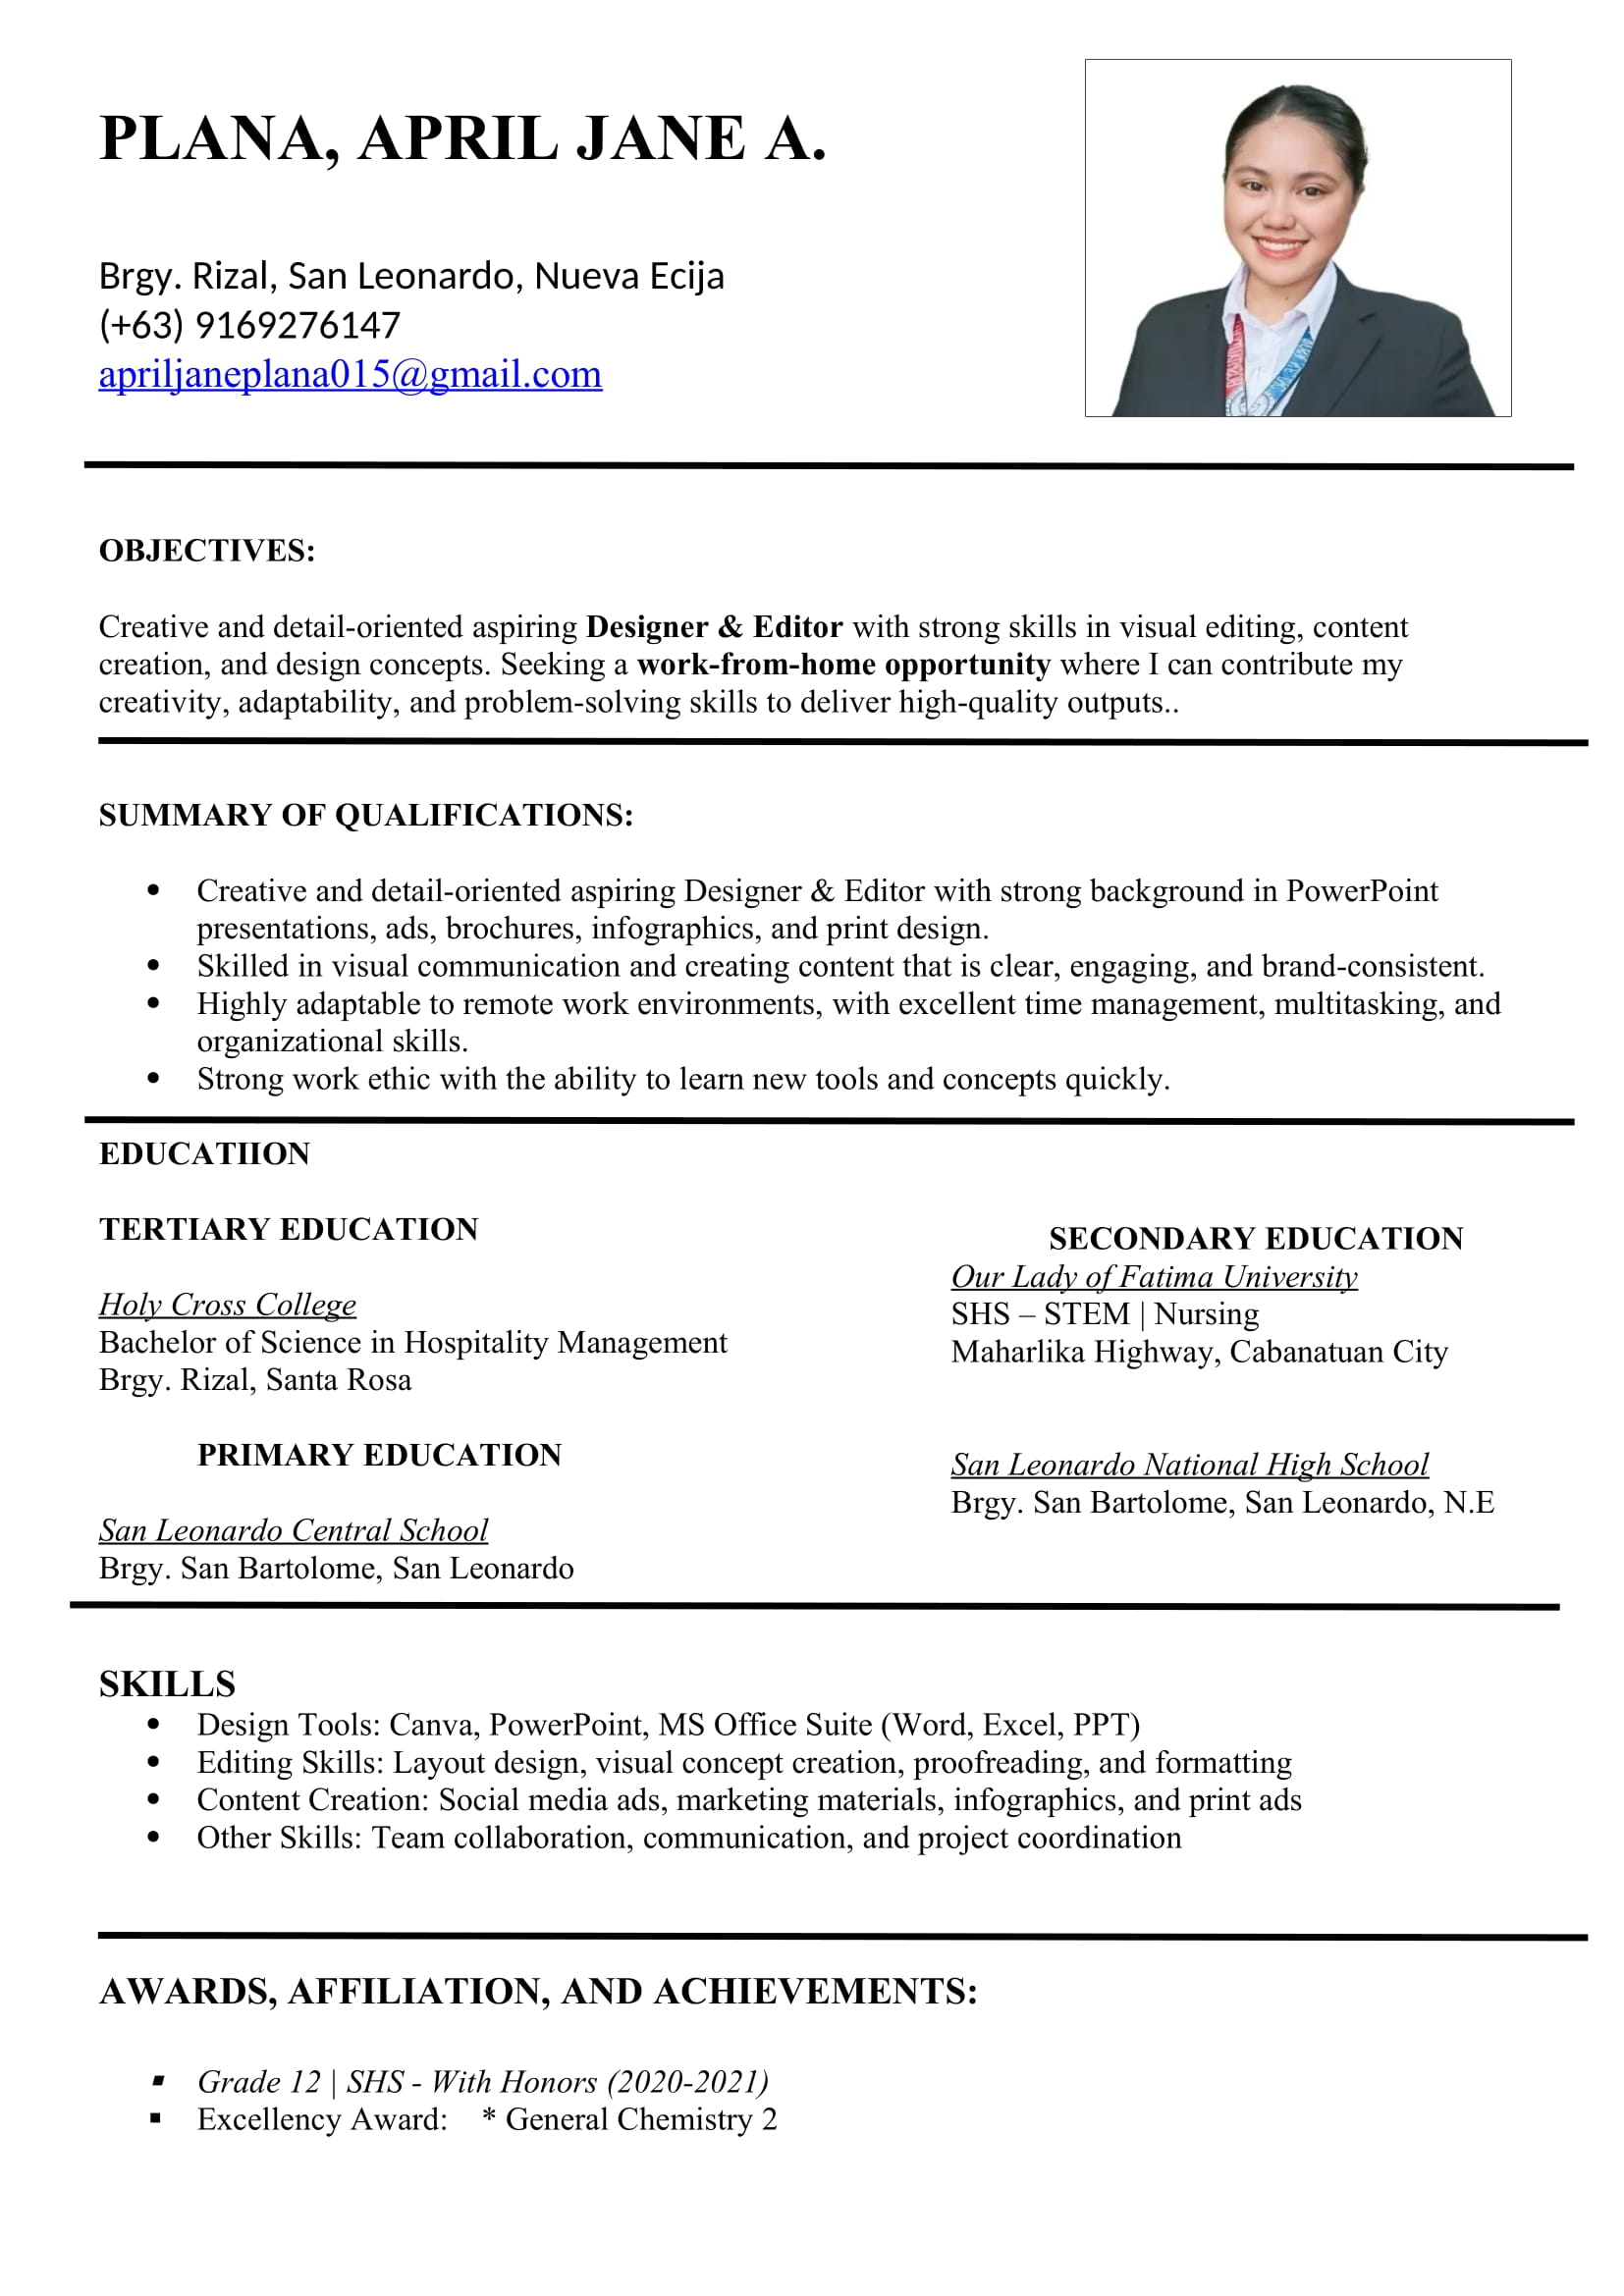 PLANA, APRIL JANE A.
Brgy. Rizal, San Leonardo, Nueva Ecija
(+63) 9169276147
apriljaneplana015@gmail.com
OBJECTIVES:
Creative and detail-oriented aspiring Designer & Editor with strong skills in visual editing, content
creation, and design concepts. Seeking a work-from-home opportunity where I can contribute my
creativity, adaptability, and problem-solving skills to deliver high-quality outputs..
SUMMARY OF QUALIFICATIONS:
• Creative and detail-oriented aspiring Designer & Editor with strong background in PowerPoint
presentations, ads, brochures, infographics, and print design.
• Skilled in visual communication and creating content that is clear, engaging, and brand-consistent.
• Highly adaptable to remote work environments, with excellent time management, multitasking, and
organizational skills.
• Strong work ethic with the ability to learn new tools and concepts quickly.
EDUCATIION
TERTIARY EDUCATION
Holy Cross College
Bachelor of Science in Hospitality Management
Brgy. Rizal, Santa Rosa
PRIMARY EDUCATION
San Leonardo Central School
Brgy. San Bartolome, San Leonardo
SECONDARY EDUCATION
Our Lady of Fatima University
SHS – STEM | Nursing
Maharlika Highway, Cabanatuan City
San Leonardo National High School
Brgy. San Bartolome, San Leonardo, N.E
SKILLS
• Design Tools: Canva, PowerPoint, MS Office Suite (Word, Excel, PPT)
• Editing Skills: Layout design, visual concept creation, proofreading, and formatting
• Content Creation: Social media ads, marketing materials, infographics, and print ads
• Other Skills: Team collaboration, communication, and project coordination
AWARDS, AFFILIATION, AND ACHIEVEMENTS:
▪ Grade 12 | SHS - With Honors (2020-2021)
▪ Excellency Award: * General Chemistry 2